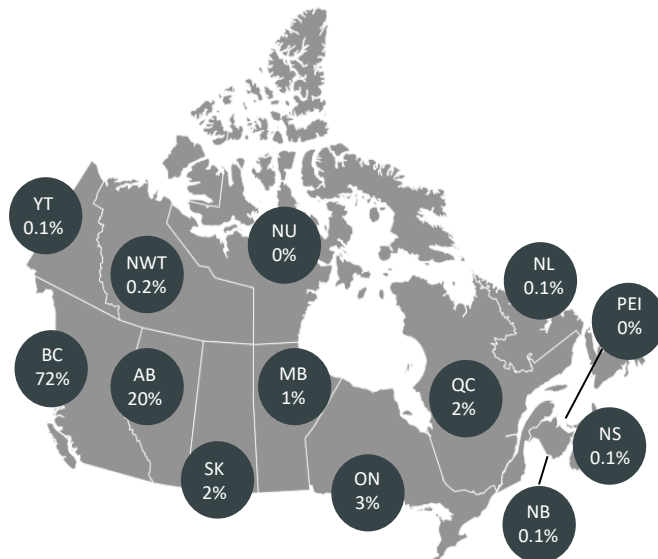 YT
0.1%
NWT
0.2%
NU
0%
NL
0.1%
PEI
0%
BC
72%
AB
20%
MB
1%
QC
2%
NS
0.1%
SK
2%
ON
3%
NB
0.1%